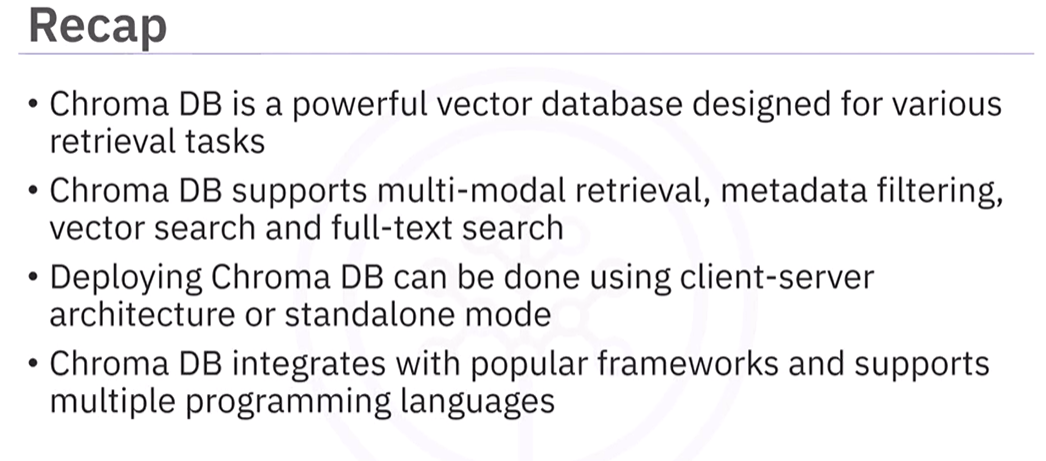 Recap
• Chroma DB is a powerful vector database designed for various
retrieval tasks
• Chroma DB supports multi-modal retrieval, metadata filtering,
vector search and full-text search
• Deploying Chroma DB can be done using client-server
architecture or standalone mode
• Chroma DB integrates with popular frameworks and supports
multiple programming languages